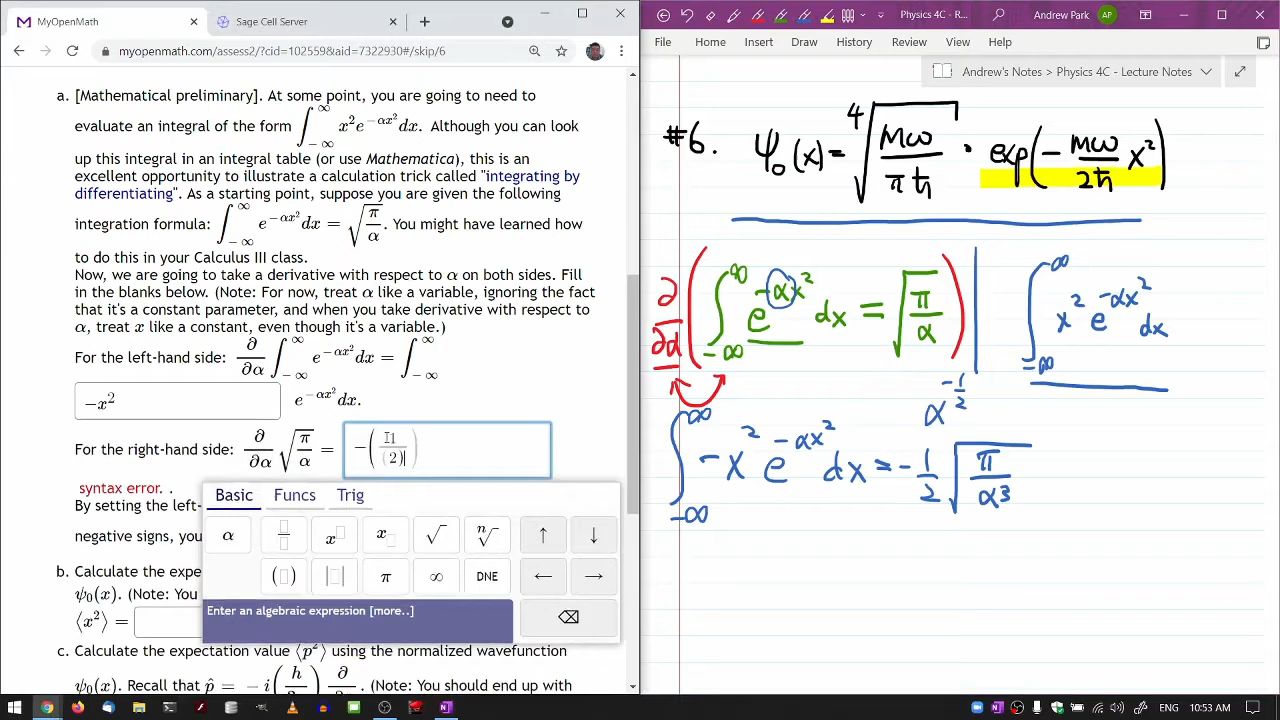 MyOpenMath
Sage Cell Server
myopenmath.com/assess2/?cid=102559&aid=7322930#/skip/6
a. [Mathematical preliminary]. At some point, you are going to need to
evaluate an integral of the form ∫_{−∞}^{∞} x²e^{−αx²}dx. Although you can look
up this integral in an integral table (or use Mathematica), this is an
excellent opportunity to illustrate a calculation trick called "integrating by
differentiating". As a starting point, suppose you are given the following
integration formula: ∫_{−∞}^{∞} e^{−αx²}dx = √(π/α). You might have learned how
to do this in your Calculus III class.
Now, we are going to take a derivative with respect to α on both sides. Fill
in the blanks below. (Note: For now, treat α like a variable, ignoring the fact
that it's a constant parameter, and when you take derivative with respect to
α, treat x like a constant, even though it's a variable.)
For the left-hand side: ∂/∂α ∫_{−∞}^{∞} e^{−αx²}dx = ∫_{−∞}^{∞}
−x² e^{−αx²}dx.
For the right-hand side: ∂/∂α √(π/α) = −(1/(2))
syntax error. .
By setting the left-
negative signs, you
Basic Funcs Trig
α π ∞ DNE
√ n√
↑ ↓ ← →
Enter an algebraic expression [more..]
b. Calculate the expe
ψ₀(x). (Note: You
⟨x²⟩ =
c. Calculate the expectation value ⟨p²⟩ using the normalized wavefunction
ψ₀(x). Recall that p̂ = −i(h/ ) ∂/ . (Note: You should end up with
Physics 4C - R...
Andrew Park
AP
File Home Insert Draw History Review View Help
Andrew's Notes > Physics 4C - Lecture Notes
#6. ψ₀(x) = ⁴√(mω/πħ) · exp(−mω/2ħ x²)
∂/∂α ( ∫_{−∞}^{∞} e^{−αx²} dx = √(π/α) )
∫_{−∞}^{∞} x² e^{−αx²} dx
α^{−1/2}
∫_{−∞}^{∞} −x² e^{−αx²} dx = −1/2 √(π/α³)
10:53 AM